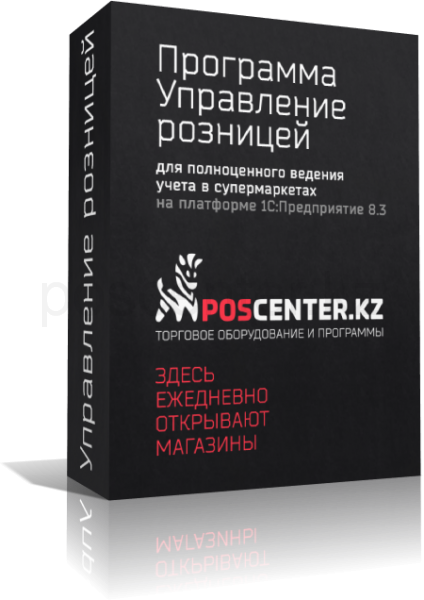 Программа
Управление
розницей
для полноценного ведения
учета в супермаркетах
на платформе 1С:Предприятие 8.3
POSCENTER.KZ
ТОРГОВОЕ ОБОРУДОВАНИЕ И ПРОГРАММЫ
ЗДЕСЬ
ЕЖЕДНЕВНО
ОТКРЫВАЮТ
МАГАЗИНЫ
Управление розницей